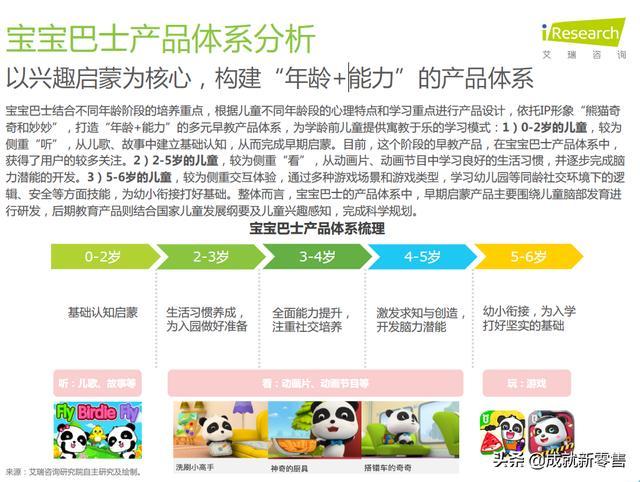 宝宝巴士产品体系分析
iResearch
艾瑞咨询
以兴趣启蒙为核心，构建“年龄+能力”的产品体系
宝宝巴士结合不同年龄阶段的培养重点，根据儿童不同年龄段的心理特点和学习重点进行产品设计，依托IP形象“熊猫奇
奇和妙妙”，打造“年龄+能力”的多元早教产品体系，为学龄前儿童提供寓教于乐的学习模式：1）0-2岁的儿童，较为
侧重“听”，从儿歌、故事中建立基础认知，从而完成早期启蒙。目前，这个阶段的早教产品，在宝宝巴士产品体系中，
获得了用户的较多关注。2）2-5岁的儿童，较为侧重“看”，从动画片、动画节目中学习良好的生活习惯，并逐步完成脑
力潜能的开发。3）5-6岁的儿童，较为侧重交互体验，通过多种游戏场景和游戏类型，学习幼儿园等同龄社交环境下的逻
辑、安全等方面技能，为幼小衔接打好基础。整体而言，宝宝巴士的产品体系中，早期启蒙产品主要围绕儿童脑部发育进
行研发，后期教育产品则结合国家儿童发展纲要及儿童兴趣感知，完成科学规划。
宝宝巴士产品体系梳理
0-2岁
2-3岁
3-4岁
4-5岁
5-6岁
基础认知启蒙
生活习惯养成，
为入园做好准备
全面能力提升，
注重社交培养
激发求知与创造，
开发脑力潜能
幼小衔接，为入学
打好坚实的基础
听：儿歌、故事等
看：动画片、动画节目等
玩：游戏
Fly Birdie Fly
洗刷小高手
神奇的厨具
搭错车的奇奇
来源：艾瑞咨询研究院自主研究及绘制。
头条 @成就新零售